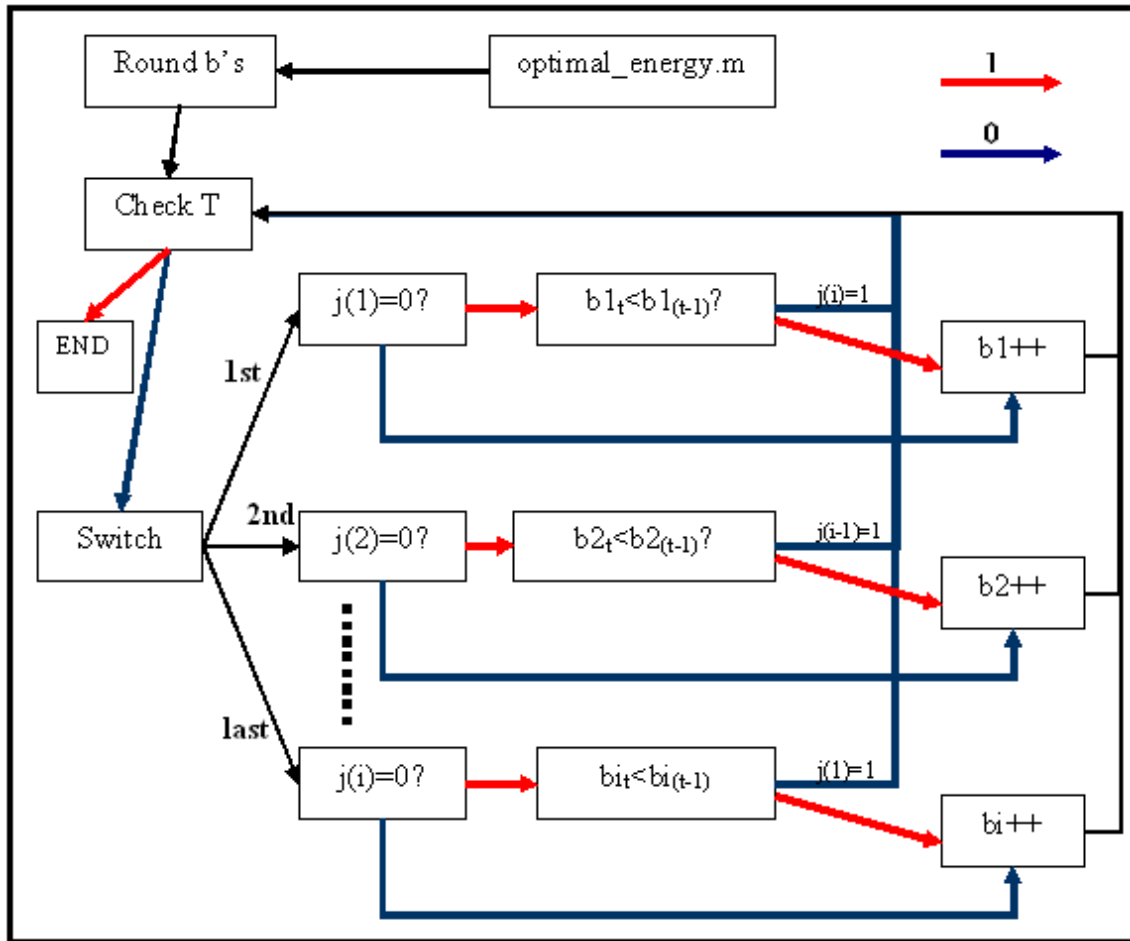 Round b's
optimal_energy.m
1
0
Check T
END
1st
j(1)=0?
b1t<b1(t-1)?
j(i)=1
b1++
Switch
2nd
j(2)=0?
b2t<b2(t-1)?
j(i-1)=1
b2++
last
j(i)=0?
bit<bi(t-1)
j(1)=1
bi++